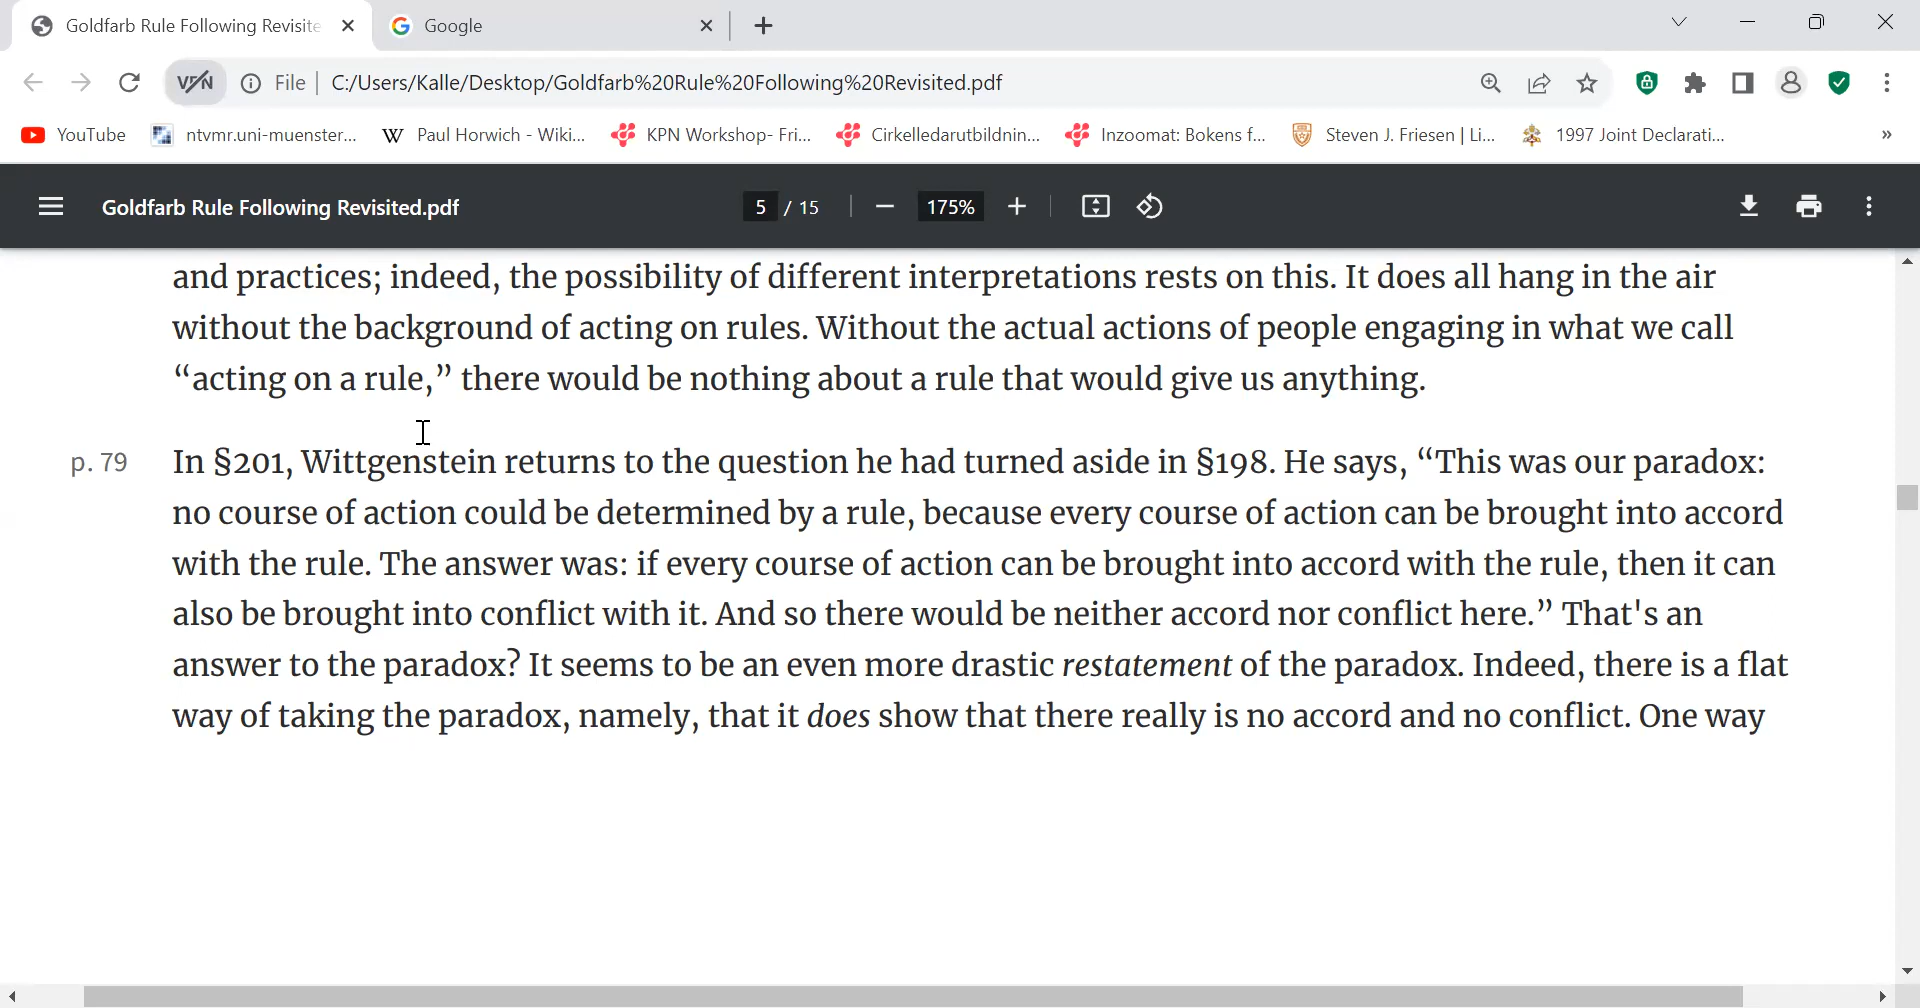 Goldfarb Rule Following Revisite
Google
VPN
File
C:/Users/Kalle/Desktop/Goldfarb%20Rule%20Following%20Revisited.pdf
YouTube
ntvmr.uni-muenster...
W Paul Horwich - Wiki...
KPN Workshop- Fri...
Cirkelledarutbildnin...
Inzoomat: Bokens f...
Steven J. Friesen | Li...
1997 Joint Declarati...
»
Goldfarb Rule Following Revisited.pdf
5 / 15
175%
and practices; indeed, the possibility of different interpretations rests on this. It does all hang in the air
without the background of acting on rules. Without the actual actions of people engaging in what we call
“acting on a rule,” there would be nothing about a rule that would give us anything.
p. 79
In §201, Wittgenstein returns to the question he had turned aside in §198. He says, “This was our paradox:
no course of action could be determined by a rule, because every course of action can be brought into accord
with the rule. The answer was: if every course of action can be brought into accord with the rule, then it can
also be brought into conflict with it. And so there would be neither accord nor conflict here.” That's an
answer to the paradox? It seems to be an even more drastic restatement of the paradox. Indeed, there is a flat
way of taking the paradox, namely, that it does show that there really is no accord and no conflict. One way